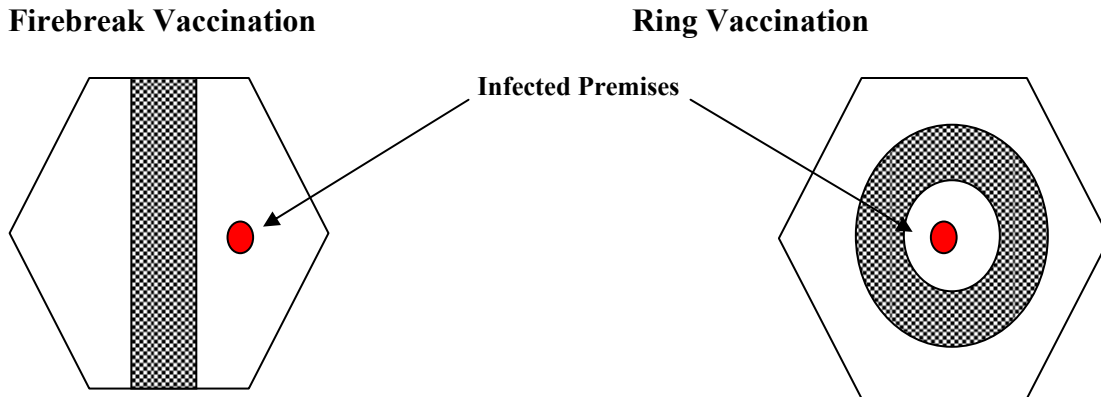 Firebreak Vaccination
Ring Vaccination
Infected Premises